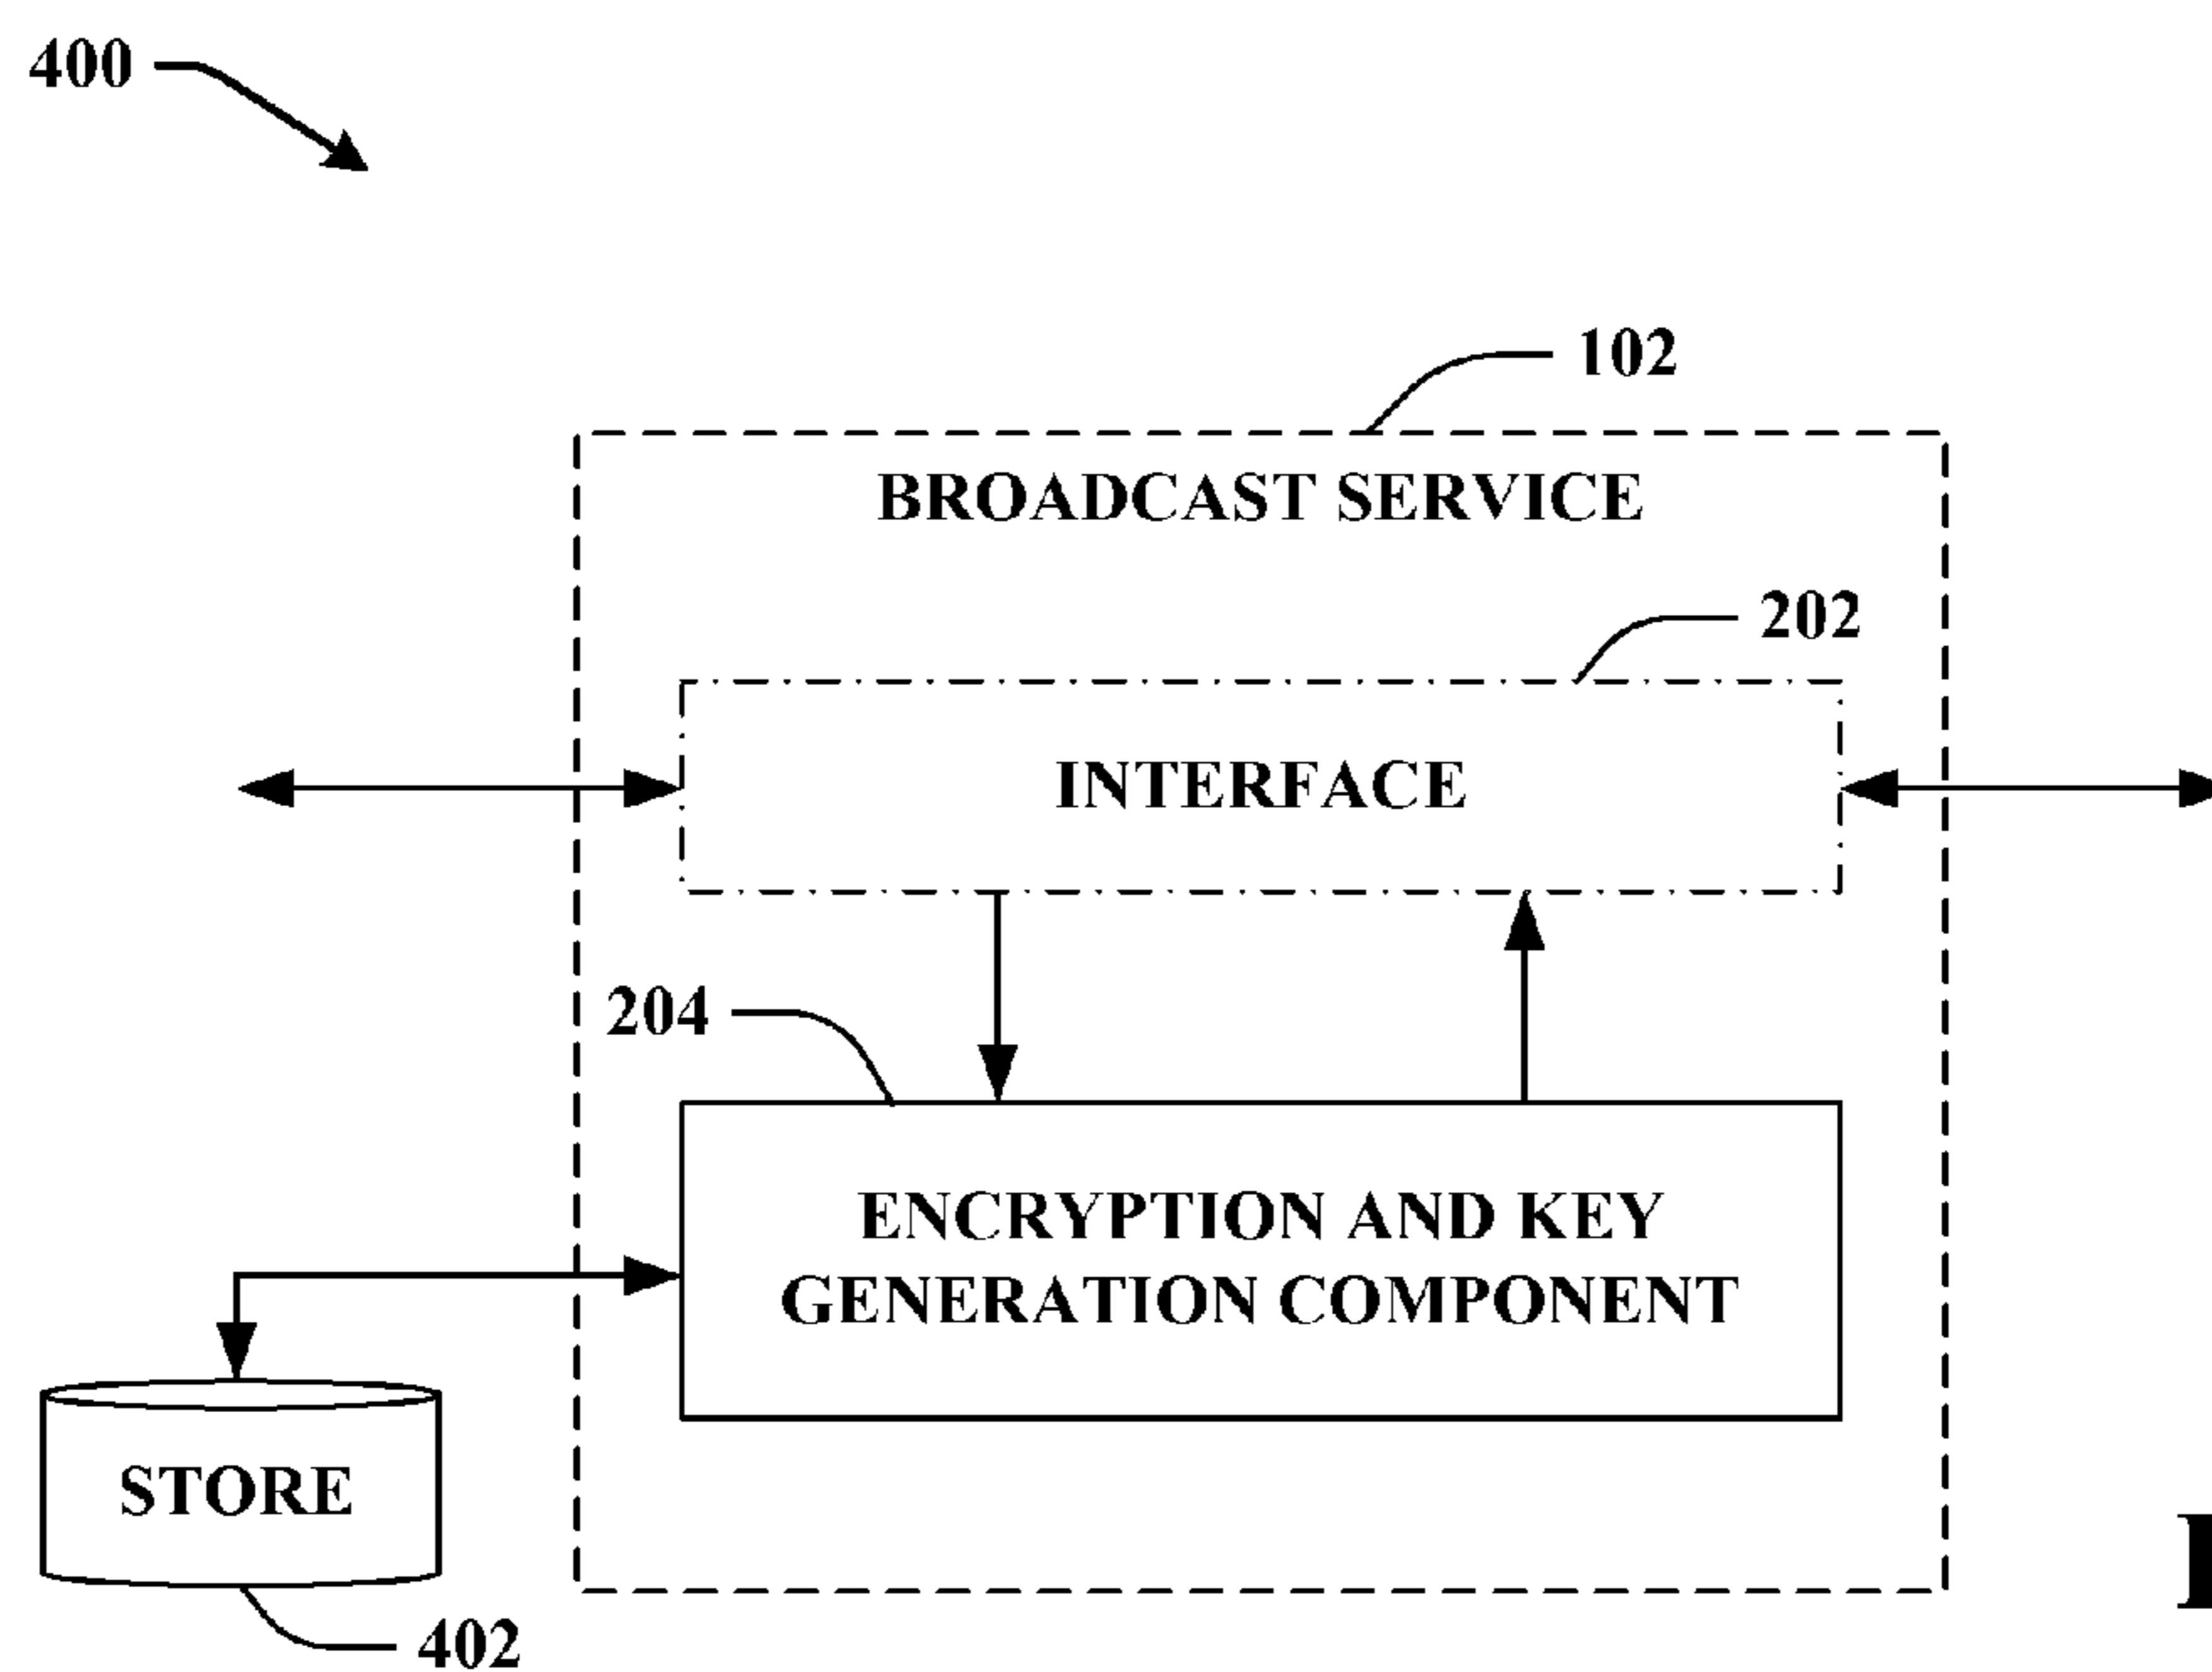 400
102
BROADCAST SERVICE
202
INTERFACE
204
ENCRYPTION AND KEY
GENERATION COMPONENT
STORE
402